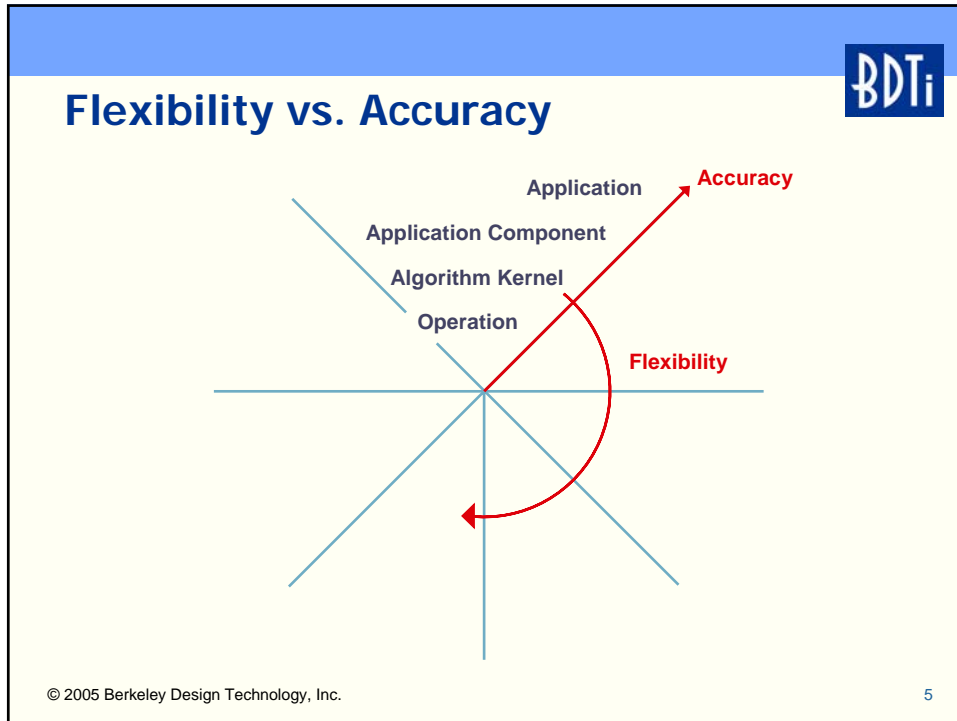 BDTi
Flexibility vs. Accuracy
Application
Accuracy
Application Component
Algorithm Kernel
Operation
Flexibility
© 2005 Berkeley Design Technology, Inc.
5